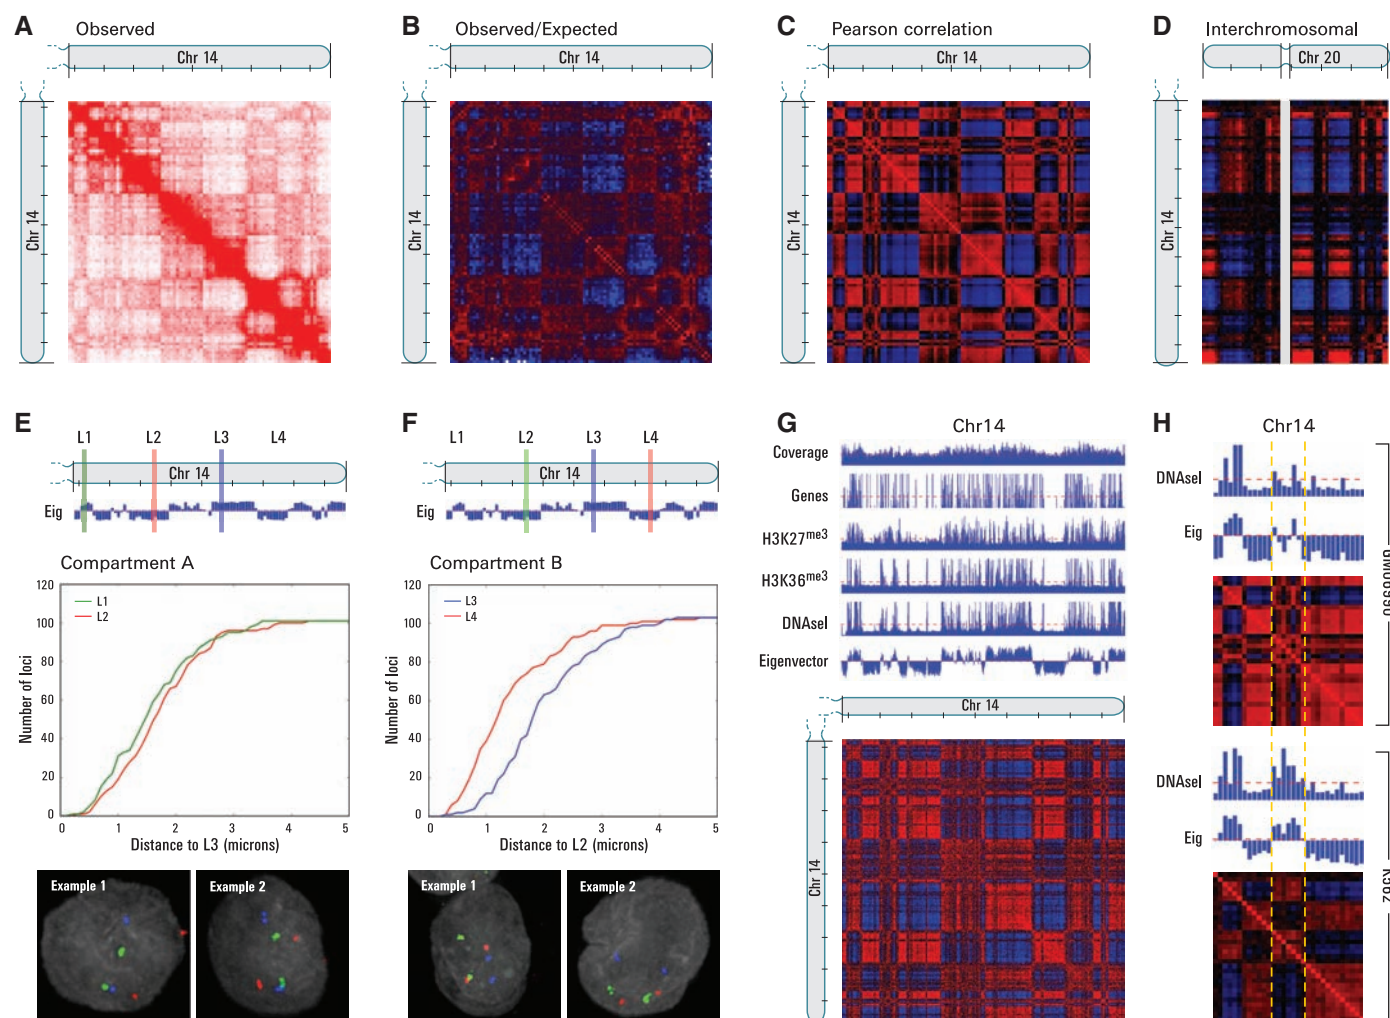 A Observed
Chr 14
Chr 14
B Observed/Expected
Chr 14
Chr 14
C Pearson correlation
Chr 14
Chr 14
D Interchromosomal
Chr 20
Chr 14
E
L1 L2 L3 L4
Chr 14
Eig
Compartment A
120
100
80
60
40
20
0
Number of loci
L1
L2
0 1 2 3 4 5
Distance to L3 (microns)
Example 1
Example 2
F
L1 L2 L3 L4
Chr 14
Eig
Compartment B
120
100
80
60
40
20
0
Number of loci
L3
L4
0 1 2 3 4 5
Distance to L2 (microns)
Example 1
Example 2
G Chr14
Coverage
Genes
H3K27me3
H3K36me3
DNAseI
Eigenvector
Chr 14
Chr 14
H Chr14
DNAseI
Eig
GM06990
DNAseI
Eig
K562